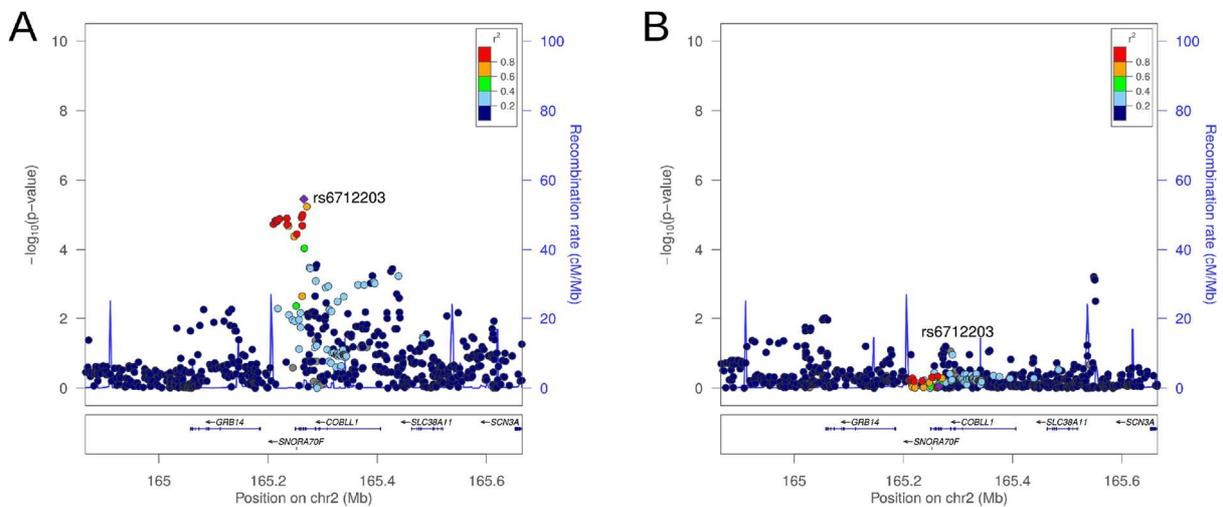 A
−log10(p−value)
10
8
6
4
2
0
Recombination rate (cM/Mb)
100
80
60
40
20
0
r2
0.8
0.6
0.4
0.2
rs6712203
GRB14
COBLL1
SLC38A11
SCN3A
SNORA70F
165
165.2
165.4
165.6
Position on chr2 (Mb)
B
−log10(p−value)
10
8
6
4
2
0
Recombination rate (cM/Mb)
100
80
60
40
20
0
r2
0.8
0.6
0.4
0.2
rs6712203
GRB14
COBLL1
SLC38A11
SCN3A
SNORA70F
165
165.2
165.4
165.6
Position on chr2 (Mb)